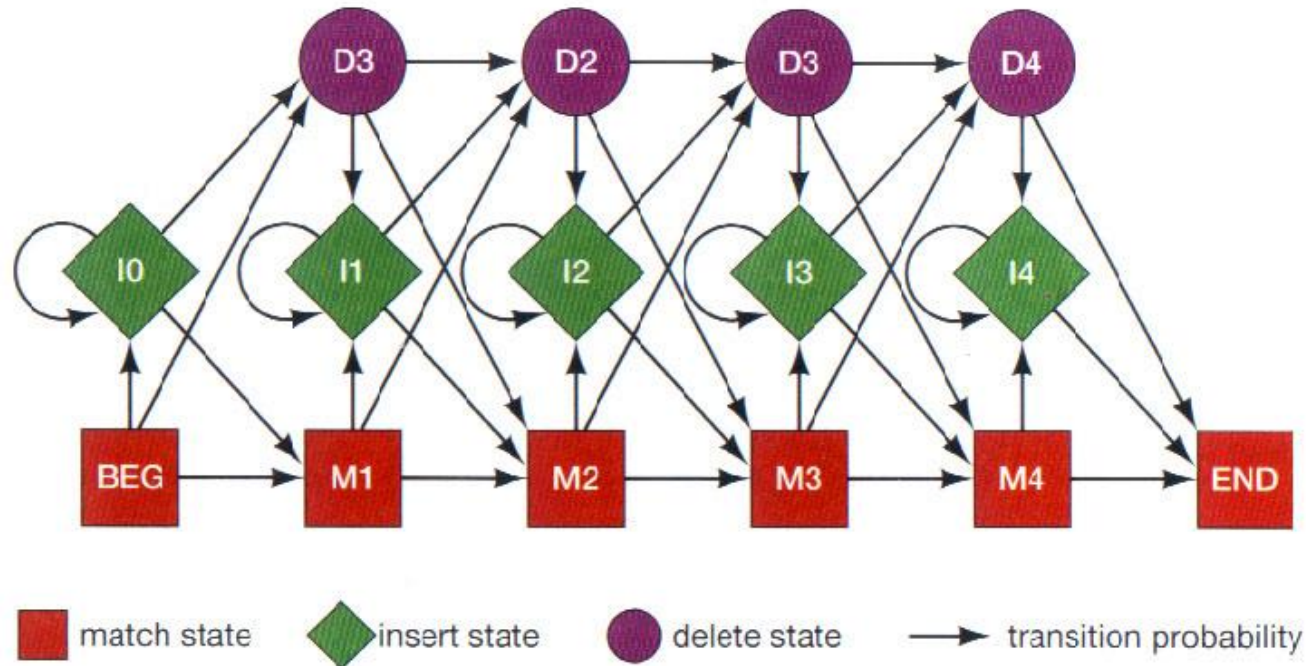 D3 D2 D3 D4
I0 I1 I2 I3 I4
BEG M1 M2 M3 M4 END
match state insert state delete state transition probability